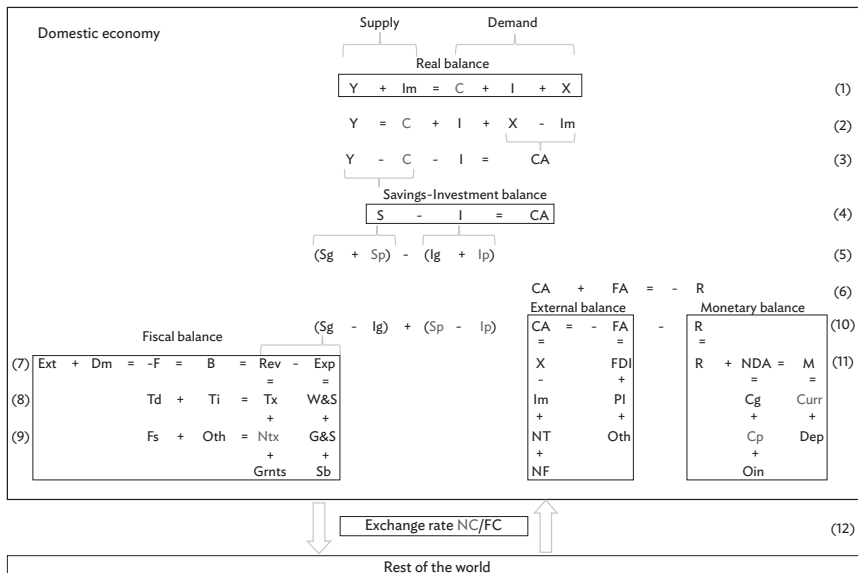 Supply Demand
Domestic economy
Real balance
Y + Im = C + I + X (1)
Y = C + I + X - Im (2)
Y - C - I = CA (3)
Savings-Investment balance
S - I = CA (4)
(Sg + Sp) - (Ig + Ip) (5)
CA + FA = - R (6)
External balance Monetary balance
(Sg - Ig) + (Sp - Ip) CA = - FA - R (10)
Fiscal balance
= = =
(7) Ext + Dm = -F = B = Rev - Exp X FDI R + NDA = M (11)
= = - + = =
(8) Td + Ti = Tx W&S Im PI Cg Curr
+ + + + + +
(9) Fs + Oth = Ntx G&S NT Oth Cp Dep
+ + + +
Grnts Sb NF Oin
Exchange rate NC/FC (12)
Rest of the world